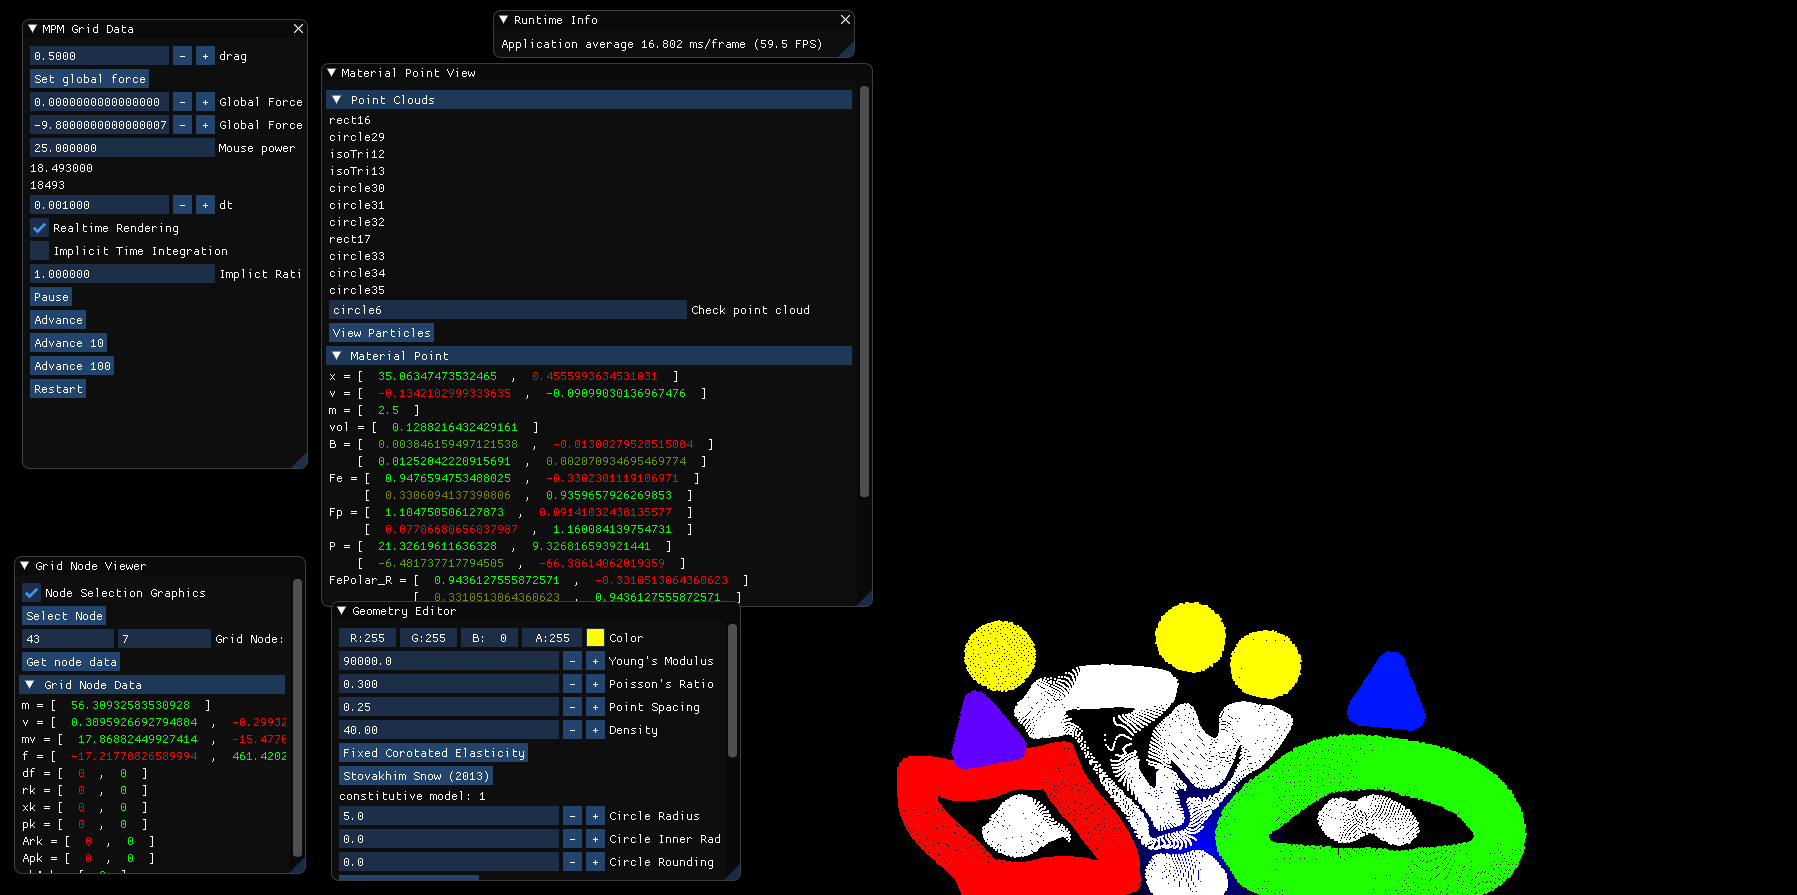 MPM Grid Data
0.5000 - + drag
Set global force
0.0000000000000000 - + Global Force
-9.8000000000000007 - + Global Force
25.000000 Mouse power
18.493000
18493
0.001000 - + dt
Realtime Rendering
Implicit Time Integration
1.000000 Implict Rati
Pause
Advance
Advance 10
Advance 100
Restart
Runtime Info
Application average 16.802 ms/frame (59.5 FPS)
Material Point View
Point Clouds
rect16
circle29
isoTri12
isoTri13
circle30
circle31
circle32
rect17
circle33
circle34
circle35
circle6 Check point cloud
View Particles
Material Point
x = [ 35.06347473532465 , 0.4555993634531031 ]
v = [ -0.1342102999333635 , -0.09099030136967476 ]
m = [ 2.5 ]
vol = [ 0.1288216432429161 ]
B = [ 0.003846159497121538 , -0.01300279528515004 ]
[ 0.01252042220915691 , 0.002070934695469774 ]
Fe = [ 0.9476594753488025 , -0.3302301119106971 ]
[ 0.3306094137390806 , 0.9359657926269853 ]
Fp = [ 1.104750506127873 , 0.09141032438135577 ]
[ 0.07706680656037987 , 1.160084139754731 ]
P = [ 21.32619611636328 , 9.326816593921441 ]
[ -6.481737717794505 , -66.38614062019359 ]
FePolar_R = [ 0.9436127555872571 , -0.3310513064360623 ]
[ 0.3310513064360623 , 0.9436127555872571 ]
Grid Node Viewer
Node Selection Graphics
Select Node
43 7 Grid Node:
Get node data
Grid Node Data
m = [ 56.30932583530928 ]
v = [ 0.3095926692794884 , -0.29932
mv = [ 17.86882449927414 , -15.4776
f = [ -17.21770826589994 , 461.4202
df = [ 0 , 0 ]
rk = [ 0 , 0 ]
xk = [ 0 , 0 ]
pk = [ 0 , 0 ]
Ark = [ 0 , 0 ]
Apk = [ 0 , 0 ]
Geometry Editor
R:255 G:255 B: 0 A:255 Color
90000.0 - + Young's Modulus
0.300 - + Poisson's Ratio
0.25 - + Point Spacing
40.00 - + Density
Fixed Corotated Elasticity
Stovakhim Snow (2013)
constitutive model: 1
5.0 - + Circle Radius
0.0 - + Circle Inner Rad
0.0 - + Circle Rounding